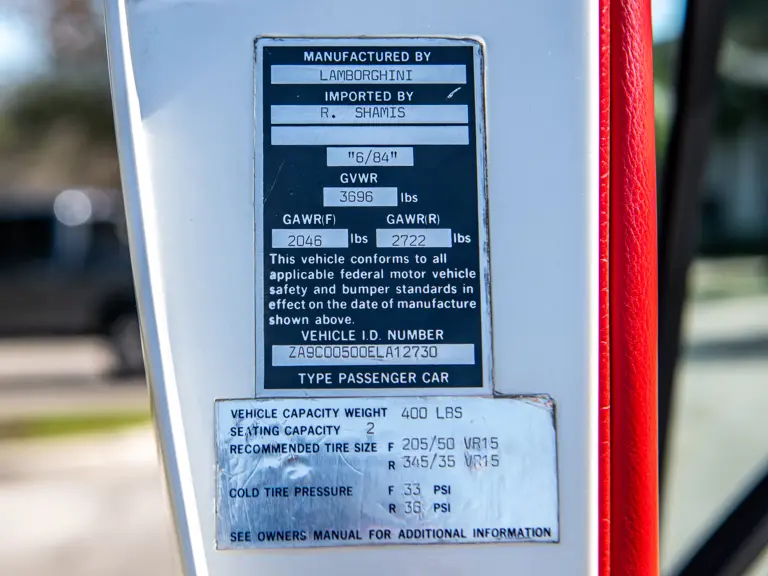 MANUFACTURED BY
LAMBORGHINI
IMPORTED BY
R. SHAMIS
"6/84"
GVWR
3696 lbs
GAWR(F) GAWR(R)
2046 lbs 2722 lbs
This vehicle conforms to all
applicable federal motor vehicle
safety and bumper standards in
effect on the date of manufacture
shown above.
VEHICLE I.D. NUMBER
ZA9C00500ELA12730
TYPE PASSENGER CAR
VEHICLE CAPACITY WEIGHT 400 LBS
SEATING CAPACITY 2
RECOMMENDED TIRE SIZE F 205/50 VR15
R 345/35 VR15
COLD TIRE PRESSURE F 33 PSI
R 36 PSI
SEE OWNERS MANUAL FOR ADDITIONAL INFORMATION